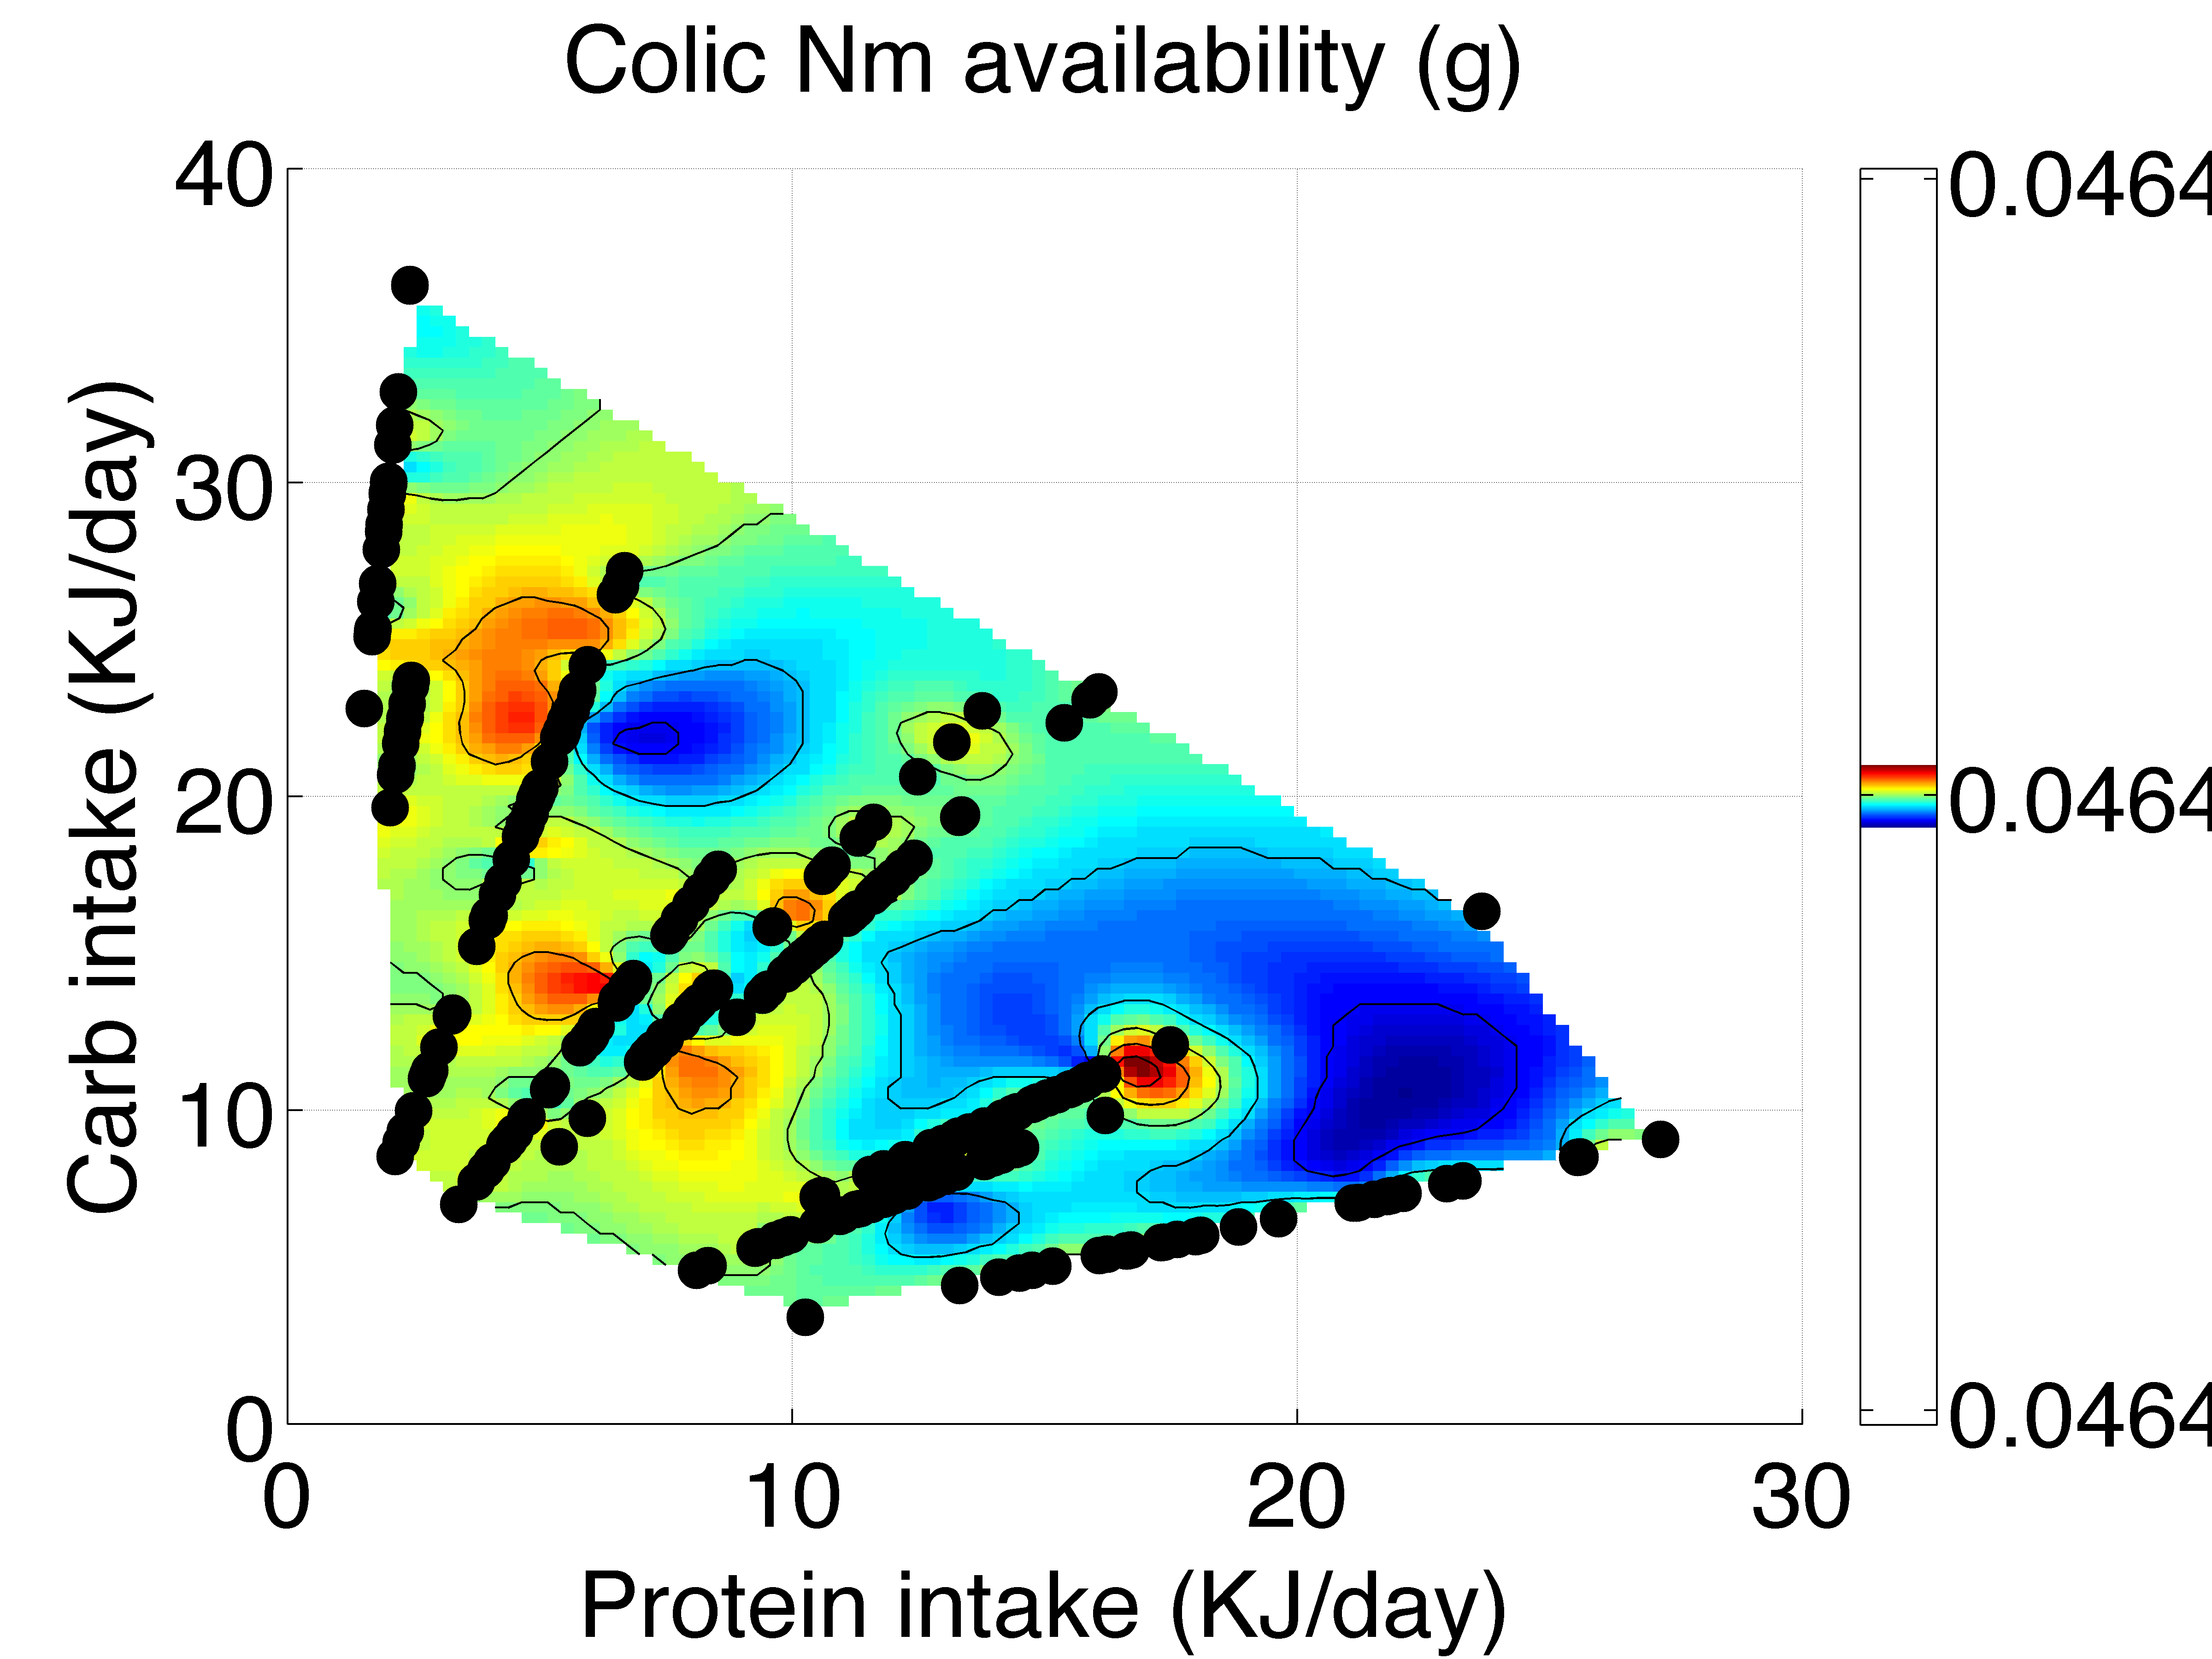 Colic Nm availability (g)
40
30
20
10
0
Carb intake (KJ/day)
0 10 20 30
Protein intake (KJ/day)
0.0464
0.0464
0.0464